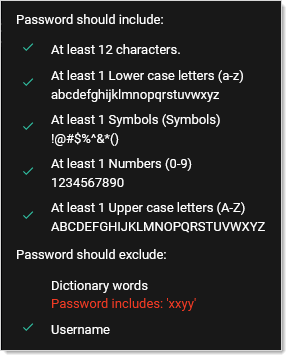 Password should include:
At least 12 characters.
At least 1 Lower case letters (a-z)
abcdefghijklmnopqrstuvwxyz
At least 1 Symbols (Symbols)
!@#$%^&*()
At least 1 Numbers (0-9)
1234567890
At least 1 Upper case letters (A-Z)
ABCDEFGHIJKLMNOPQRSTUVWXYZ
Password should exclude:
Dictionary words
Password includes: 'xxyy'
Username